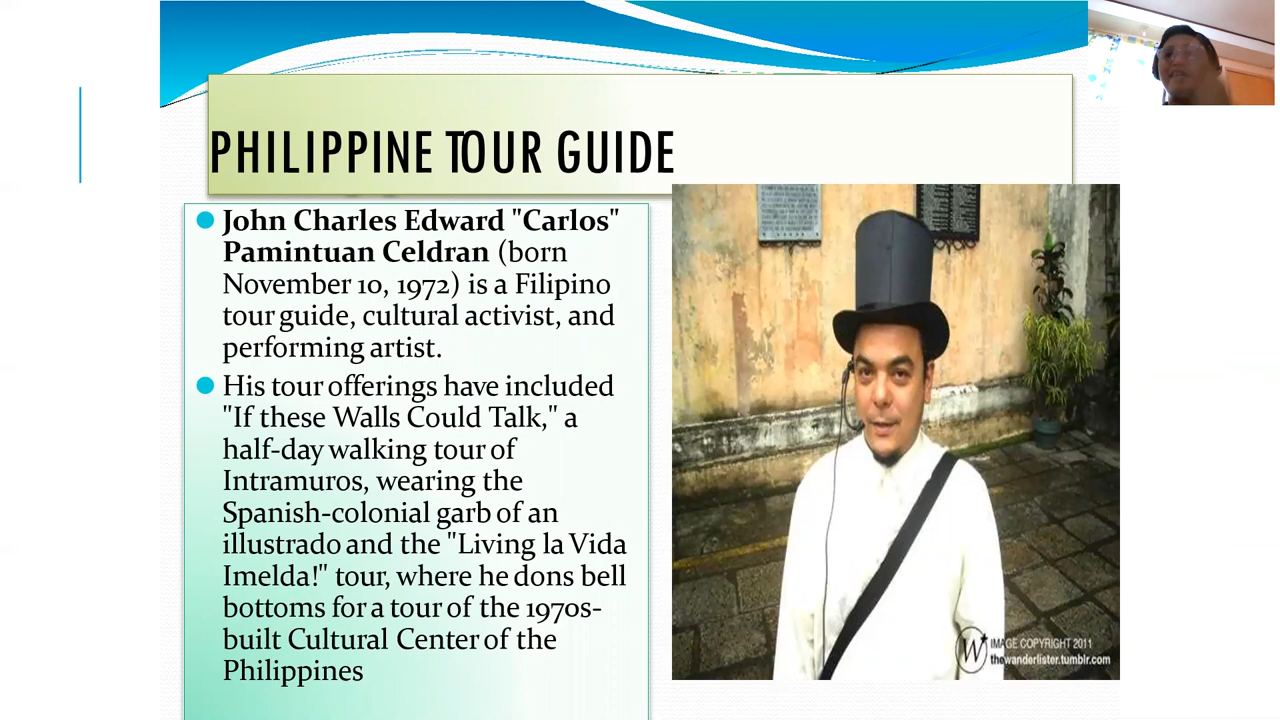 PHILIPPINE TOUR GUIDE
John Charles Edward "Carlos"
Pamintuan Celdran (born
November 10, 1972) is a Filipino
tour guide, cultural activist, and
performing artist.
His tour offerings have included
"If these Walls Could Talk," a
half-day walking tour of
Intramuros, wearing the
Spanish-colonial garb of an
illustrado and the "Living la Vida
Imelda!" tour, where he dons bell
bottoms for a tour of the 1970s-
built Cultural Center of the
Philippines
W
IMAGE COPYRIGHT 2011
thewanderlister.tumblr.com